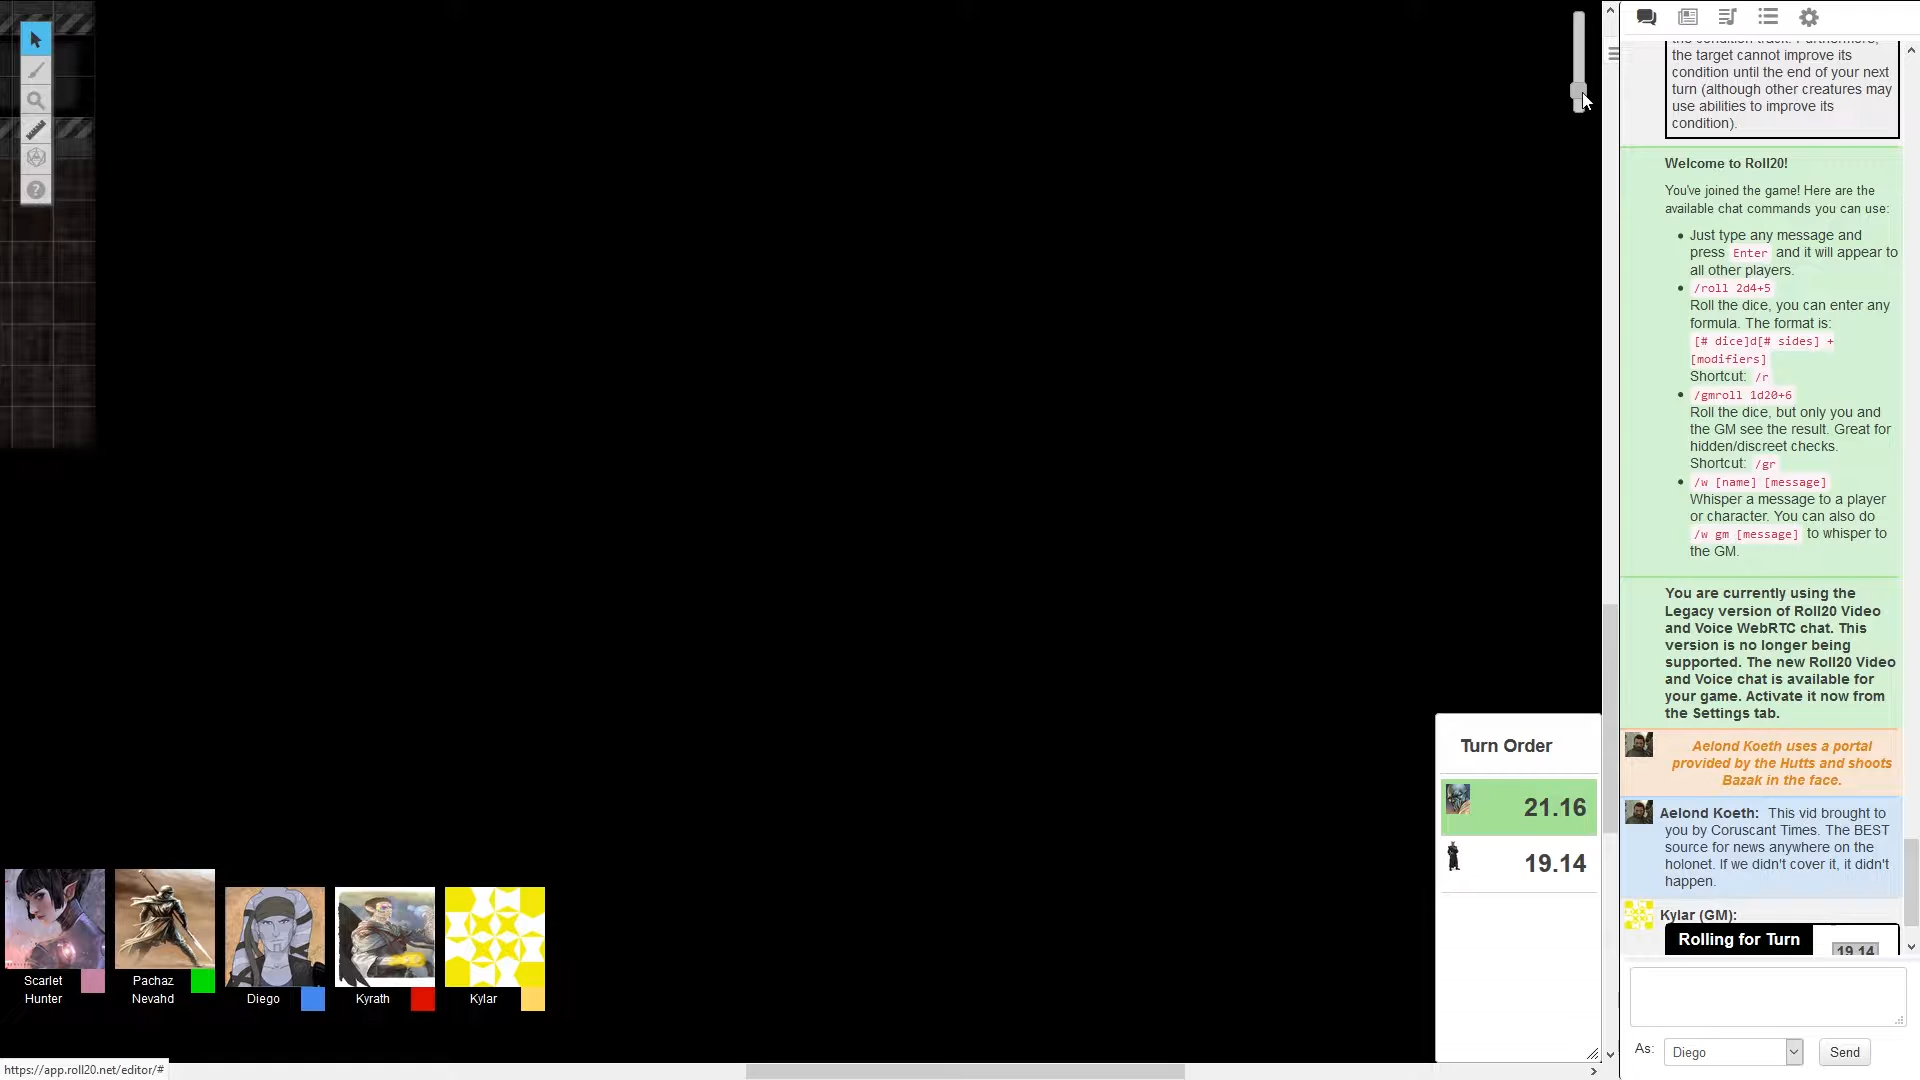 the condition track. Furthermore,
the target cannot improve its
condition until the end of your next
turn (although other creatures may
use abilities to improve its
condition).
Welcome to Roll20!
You've joined the game! Here are the
available chat commands you can use:
• Just type any message and
press Enter and it will appear to
all other players.
• /roll 2d4+5
Roll the dice, you can enter any
formula. The format is:
[# dice]d[# sides] +
[modifiers]
Shortcut: /r
• /gmroll 1d20+6
Roll the dice, but only you and
the GM see the result. Great for
hidden/discreet checks.
Shortcut: /gr
• /w [name] [message]
Whisper a message to a player
or character. You can also do
/w gm [message] to whisper to
the GM.
You are currently using the
Legacy version of Roll20 Video
and Voice WebRTC chat. This
version is no longer being
supported. The new Roll20 Video
and Voice chat is available for
your game. Activate it now from
the Settings tab.
Aelond Koeth uses a portal
provided by the Hutts and shoots
Bazak in the face.
Aelond Koeth: This vid brought to
you by Coruscant Times. The BEST
source for news anywhere on the
holonet. If we didn't cover it, it didn't
happen.
Kylar (GM):
Rolling for Turn
19.14
As: Diego
Send
Turn Order
21.16
19.14
Scarlet
Hunter
Pachaz
Nevahd
Diego
Kyrath
Kylar
https://app.roll20.net/editor/#